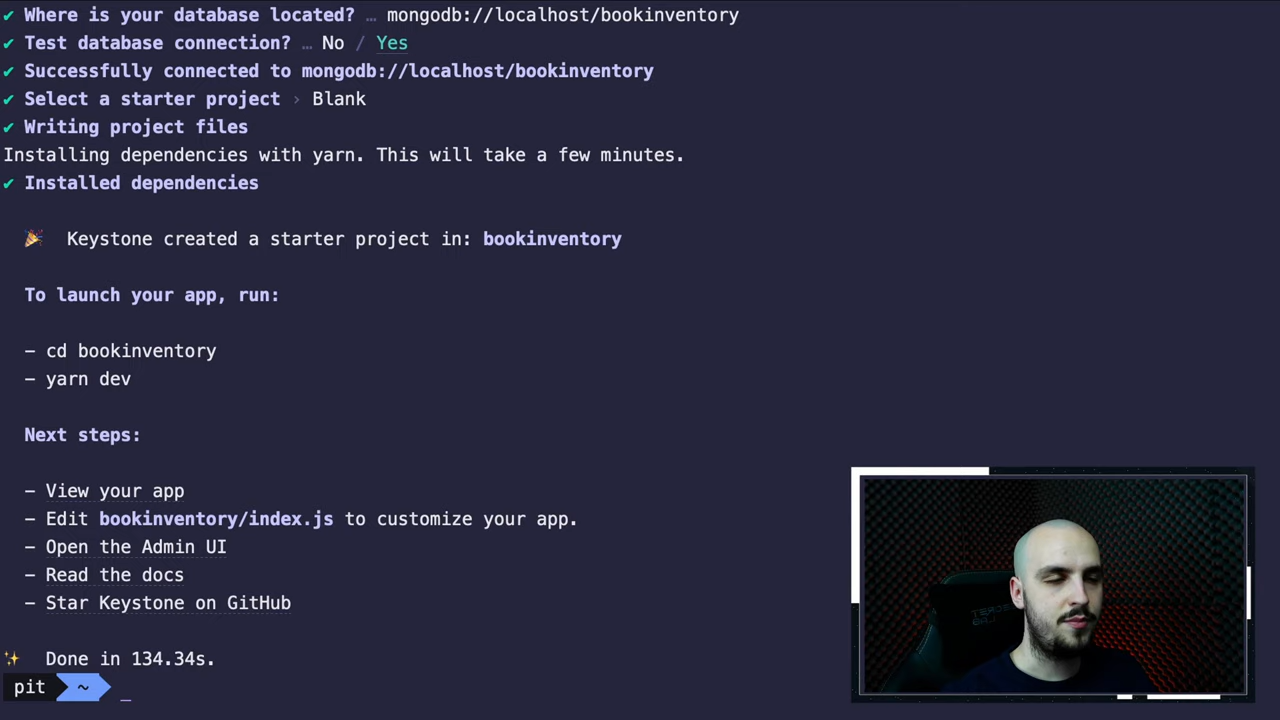 ✔ Where is your database located? … mongodb://localhost/bookinventory
✔ Test database connection? … No / Yes
✔ Successfully connected to mongodb://localhost/bookinventory
✔ Select a starter project › Blank
✔ Writing project files
Installing dependencies with yarn. This will take a few minutes.
✔ Installed dependencies
🎉 Keystone created a starter project in: bookinventory
To launch your app, run:
- cd bookinventory
- yarn dev
Next steps:
- View your app
- Edit bookinventory/index.js to customize your app.
- Open the Admin UI
- Read the docs
- Star Keystone on GitHub
✨ Done in 134.34s.
pit ~ _